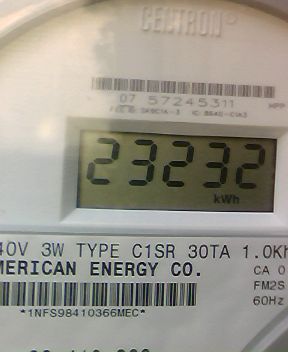 CENTRON®
07 57245311
23232
kWh
40V 3W TYPE C1SR 30TA 1.0Kh
MERICAN ENERGY CO.
CA 0
FM2S
60Hz
*1NFS98410366MEC*